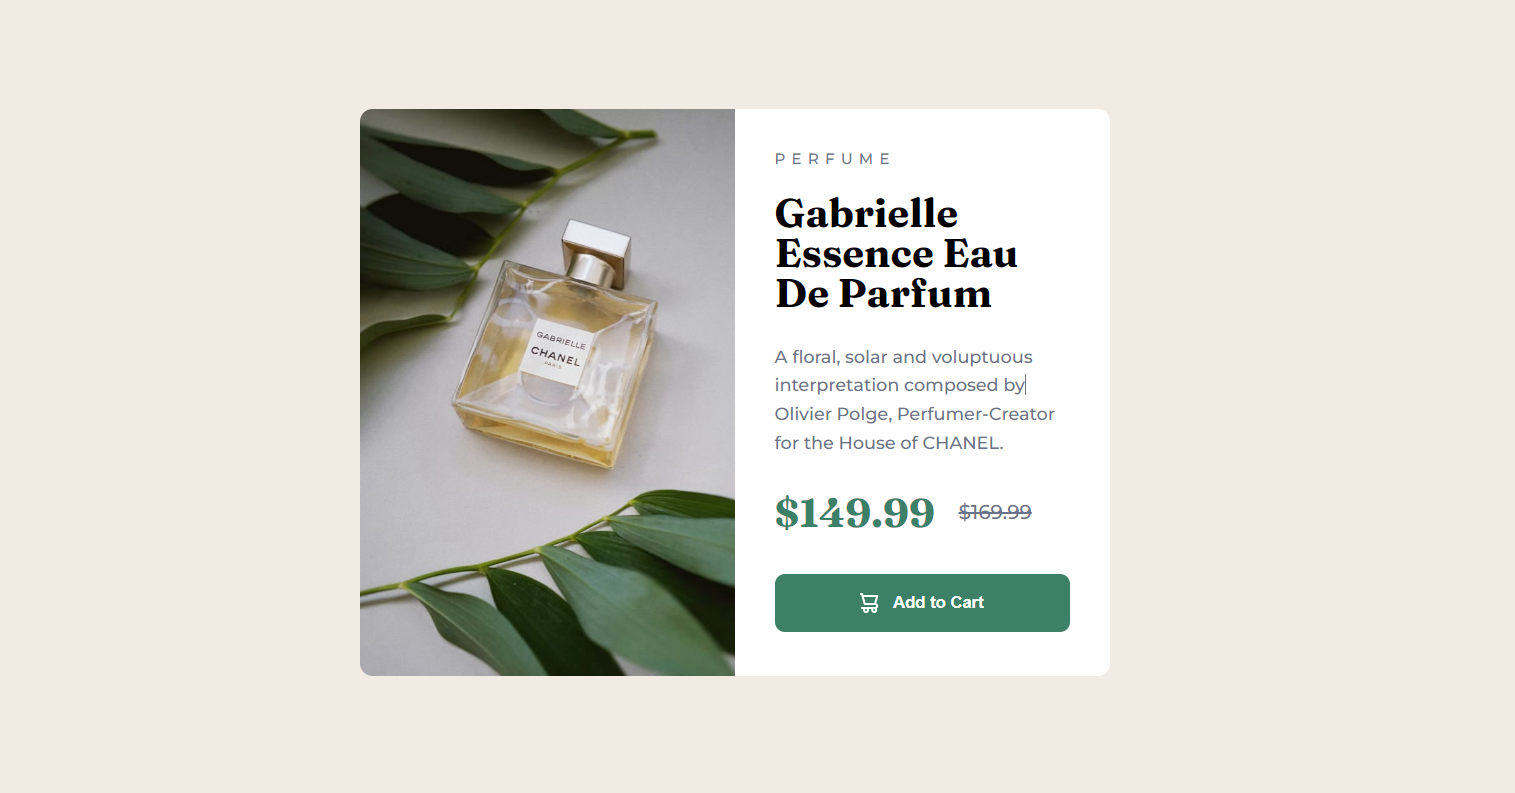 GABRIELLE
CHANEL
PARIS
PERFUME
Gabrielle
Essence Eau
De Parfum
A floral, solar and voluptuous
interpretation composed by
Olivier Polge, Perfumer-Creator
for the House of CHANEL.
$149.99 $169.99
Add to Cart